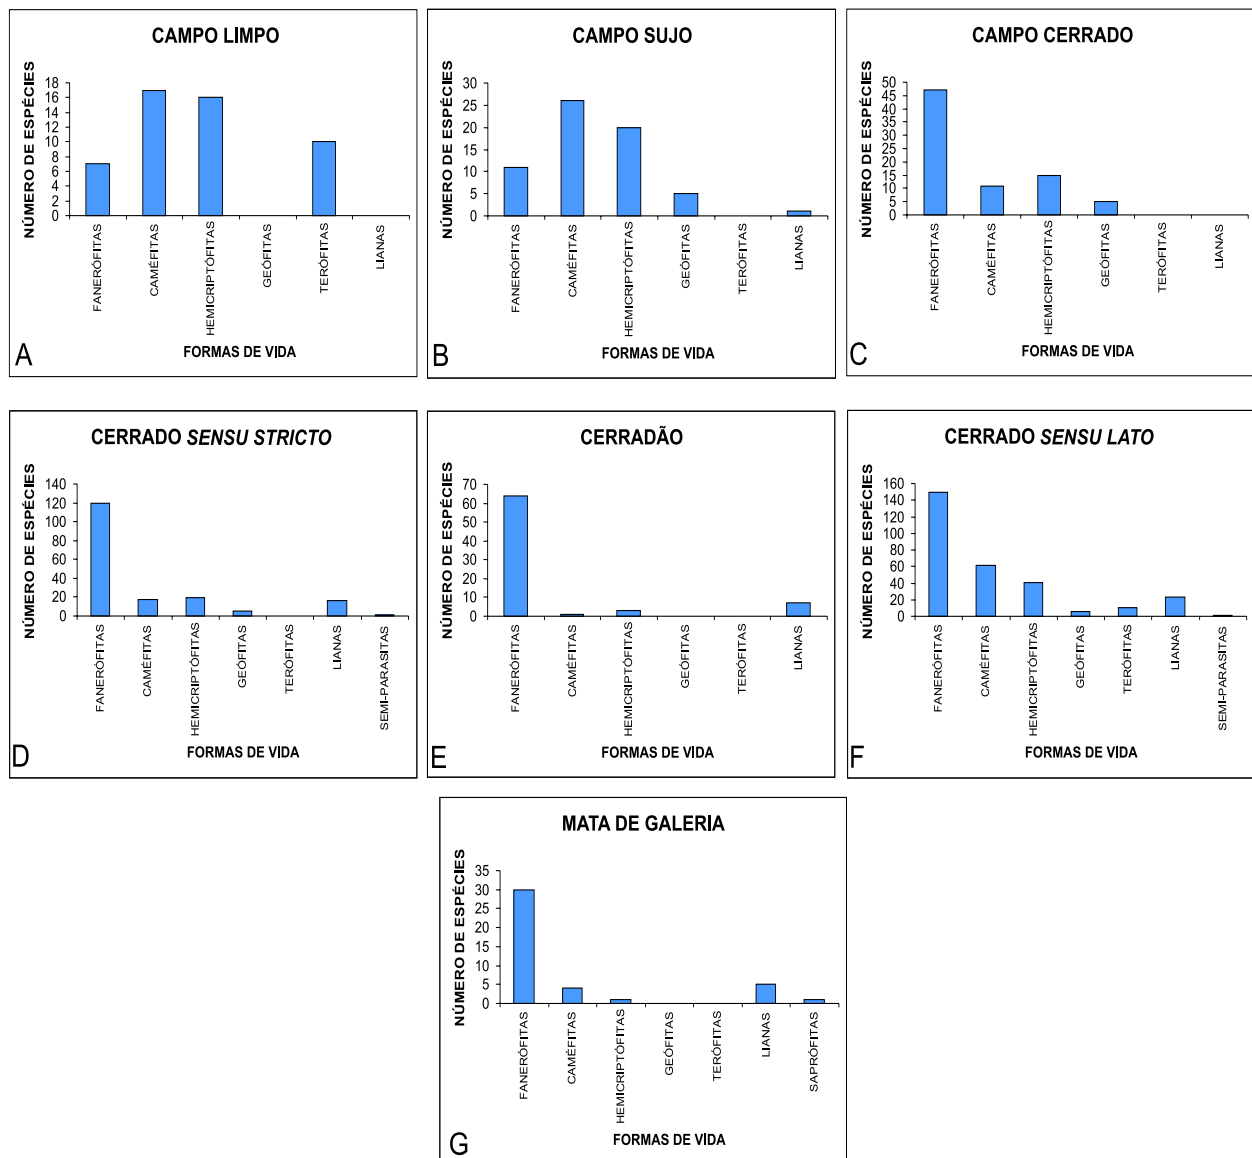 CAMPO LIMPO
NÚMERO DE ESPÉCIES
18
16
14
12
10
8
6
4
2
0
FANERÓFITAS
CAMÉFITAS
HEMICRIPTÓFITAS
GEÓFITAS
TERÓFITAS
LIANAS
FORMAS DE VIDA
A
CAMPO SUJO
NÚMERO DE ESPÉCIES
30
25
20
15
10
5
0
FANERÓFITAS
CAMÉFITAS
HEMICRIPTÓFITAS
GEÓFITAS
TERÓFITAS
LIANAS
FORMAS DE VIDA
B
CAMPO CERRADO
NÚMERO DE ESPÉCIES
50
45
40
35
30
25
20
15
10
5
0
FANERÓFITAS
CAMÉFITAS
HEMICRIPTÓFITAS
GEÓFITAS
TERÓFITAS
LIANAS
FORMAS DE VIDA
C
CERRADO SENSU STRICTO
NÚMERO DE ESPÉCIES
140
120
100
80
60
40
20
0
FANERÓFITAS
CAMÉFITAS
HEMICRIPTÓFITAS
GEÓFITAS
TERÓFITAS
LIANAS
SEMI-PARASITAS
FORMAS DE VIDA
D
CERRADÃO
NÚMERO DE ESPÉCIES
70
60
50
40
30
20
10
0
FANERÓFITAS
CAMÉFITAS
HEMICRIPTÓFITAS
GEÓFITAS
TERÓFITAS
LIANAS
FORMAS DE VIDA
E
CERRADO SENSU LATO
NÚMERO DE ESPÉCIES
160
140
120
100
80
60
40
20
0
FANERÓFITAS
CAMÉFITAS
HEMICRIPTÓFITAS
GEÓFITAS
TERÓFITAS
LIANAS
SEMI-PARASITAS
FORMAS DE VIDA
F
MATA DE GALERIA
NÚMERO DE ESPÉCIES
35
30
25
20
15
10
5
0
FANERÓFITAS
CAMÉFITAS
HEMICRIPTÓFITAS
GEÓFITAS
TERÓFITAS
LIANAS
SAPRÓFITAS
FORMAS DE VIDA
G